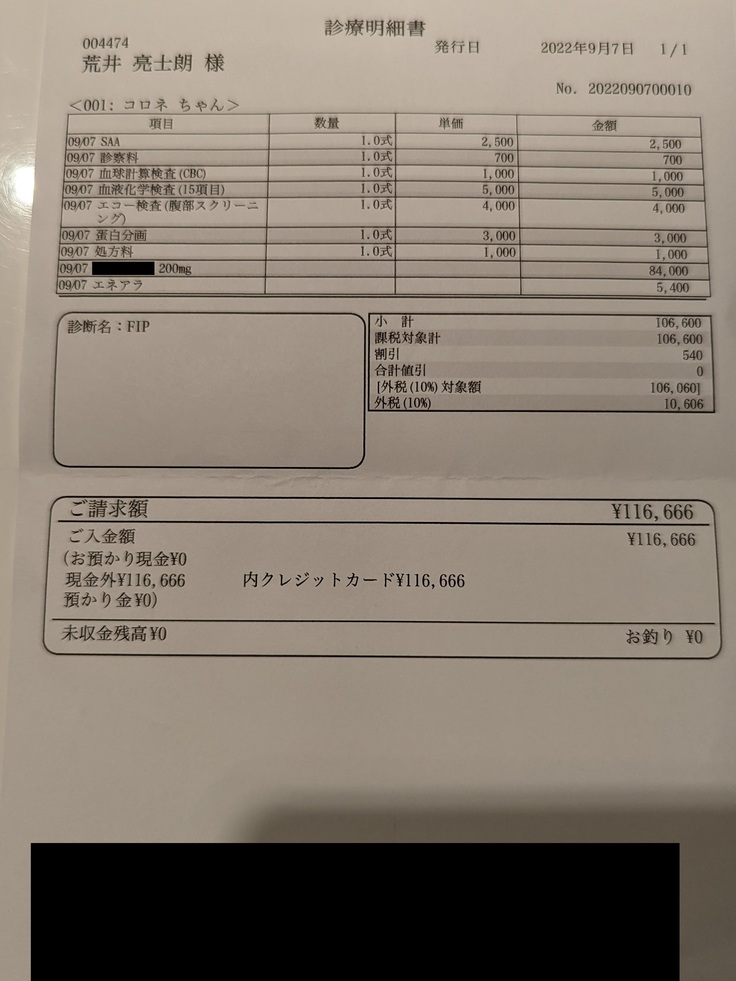 診療明細書
004474
発行日 2022年9月7日 1/1
荒井 亮士朗 様
No. 2022090700010
<001: コロネ ちゃん>
項目 数量 単価 金額
09/07 SAA 1.0式 2,500 2,500
09/07 診察料 1.0式 700 700
09/07 血球計算検査(CBC) 1.0式 1,000 1,000
09/07 血液化学検査(15項目) 1.0式 5,000 5,000
09/07 エコー検査(腹部スクリーニ 1.0式 4,000 4,000
ング)
09/07 蛋白分画 1.0式 3,000 3,000
09/07 処方料 1.0式 1,000 1,000
09/07 200mg 84,000
09/07 エネアラ 5,400
診断名：FIP
小 計 106,600
課税対象計 106,600
割引 540
合計値引 0
[外税(10%)対象額 106,060]
外税(10%) 10,606
ご請求額 ¥116,666
ご入金額 ¥116,666
(お預かり現金¥0
現金外¥116,666 内クレジットカード¥116,666
預かり金¥0)
未収金残高¥0 お釣り ¥0